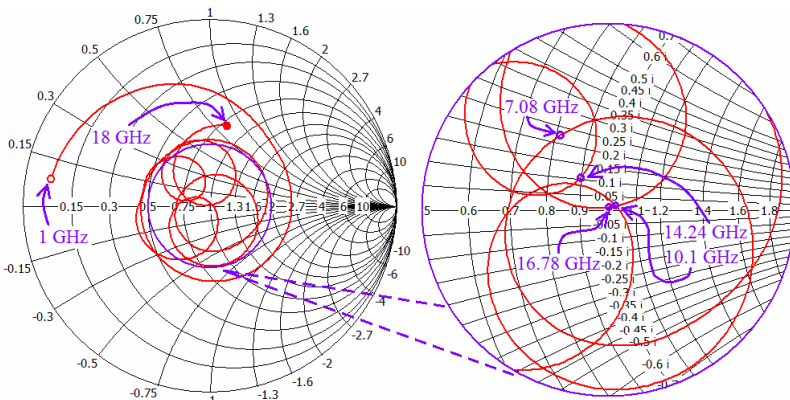 1
0.75
1.3
1.6
0.5
2
0.3
2.7
0.15
4
6
10
18 GHz
1 GHz
0.15
0.3
0.5
0.75
1
1.31
2
2.7
4
6
10
-0.15
-10
-6
-4
-0.3
-2.7
-0.5
-2
-0.75
-1.6
-1
-1.3
0.7
0.6 i
0.5 i
0.45 i
0.35 i
0.3 i
0.25 i
0.15 i
0.1 i
0.05 i
7.08 GHz
5
0.6
0.7
0.8
0.9
1.2
1.4
1.6
1.8
-0.05 i
-0.1 i
-0.15 i
-0.2 i
-0.25 i
-0.3 i
-0.35 i
-0.4 i
-0.45 i
-0.5 i
-0.6 i
-0.7
14.24 GHz
10.1 GHz
16.78 GHz